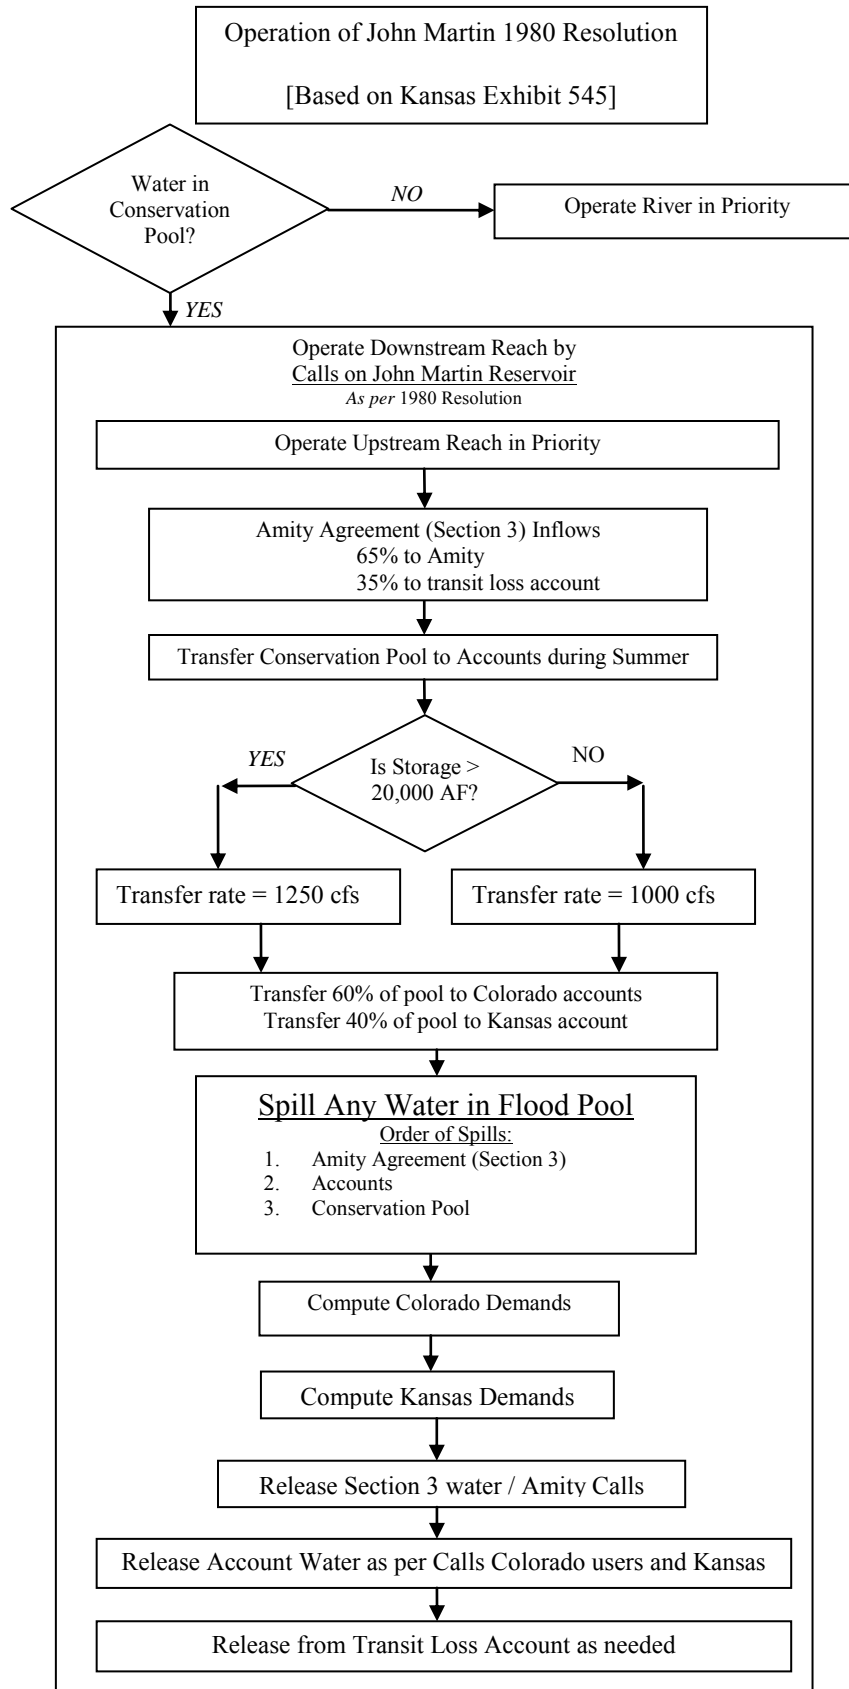 Operation of John Martin 1980 Resolution
[Based on Kansas Exhibit 545]
Water in
Conservation
Pool?
NO
Operate River in Priority
YES
Operate Downstream Reach by
Calls on John Martin Reservoir
As per 1980 Resolution
Operate Upstream Reach in Priority
Amity Agreement (Section 3) Inflows
65% to Amity
35% to transit loss account
Transfer Conservation Pool to Accounts during Summer
YES
Is Storage >
20,000 AF?
NO
Transfer rate = 1250 cfs
Transfer rate = 1000 cfs
Transfer 60% of pool to Colorado accounts
Transfer 40% of pool to Kansas account
Spill Any Water in Flood Pool
Order of Spills:
1. Amity Agreement (Section 3)
2. Accounts
3. Conservation Pool
Compute Colorado Demands
Compute Kansas Demands
Release Section 3 water / Amity Calls
Release Account Water as per Calls Colorado users and Kansas
Release from Transit Loss Account as needed